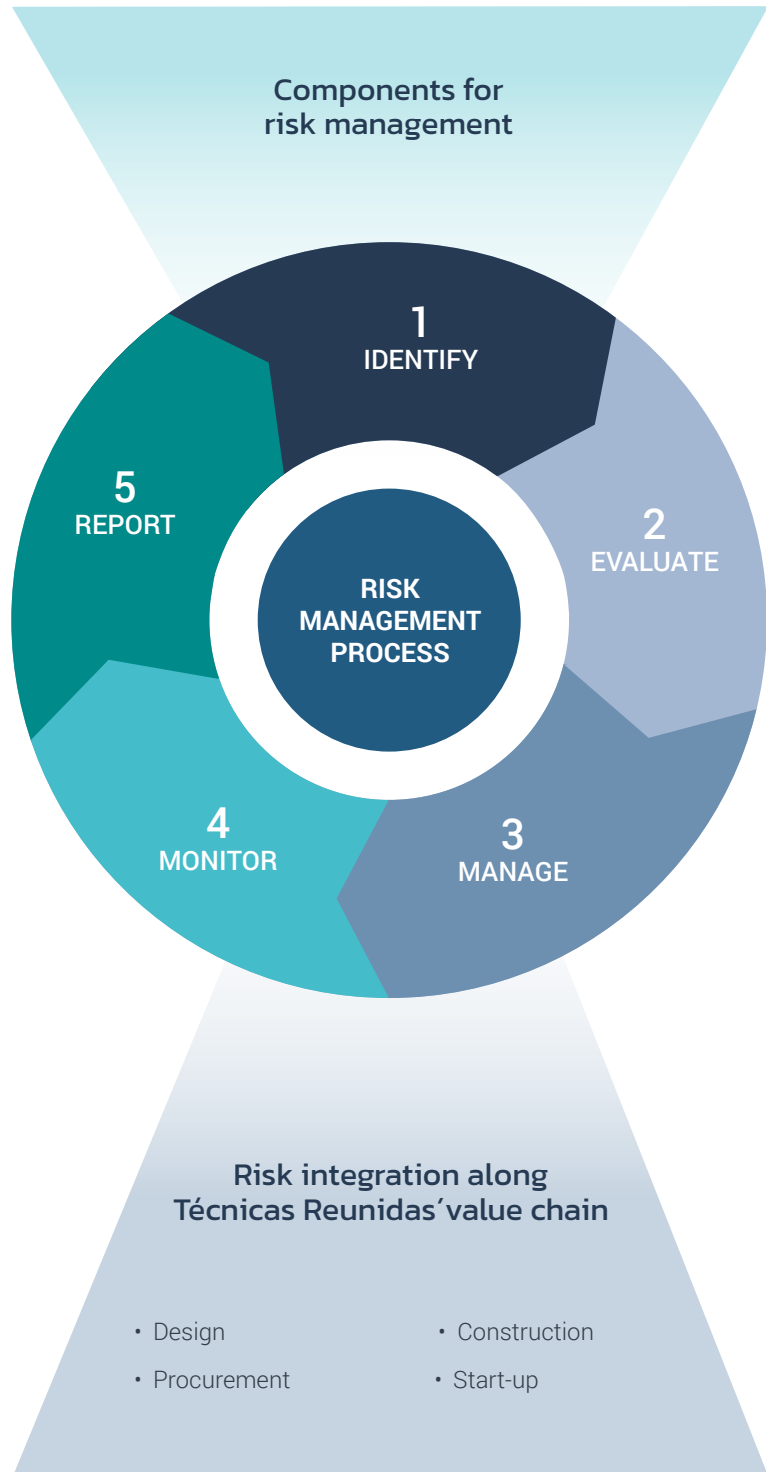 Components for
risk management
1
IDENTIFY
2
EVALUATE
3
MANAGE
4
MONITOR
5
REPORT
RISK
MANAGEMENT
PROCESS
Risk integration along
Técnicas Reunidas´value chain
• Design
• Procurement
• Construction
• Start-up